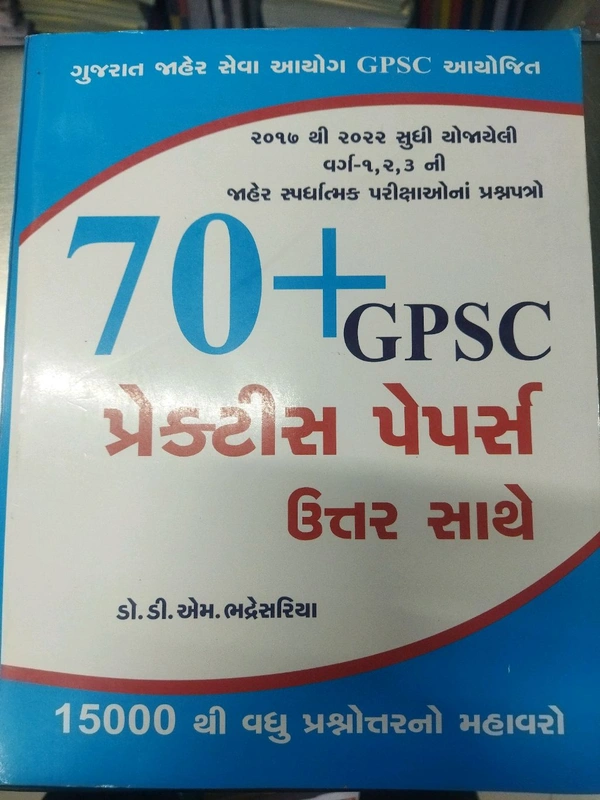 ગુજરાત જાહેર સેવા આયોગ GPSC આયોજિત
૨૦૧૭ થી ૨૦૨૨ સુધી યોજાયેલી
વર્ગ-૧,૨,૩ ની
જાહેર સ્પર્ધાત્મક પરીક્ષાઓનાં પ્રશ્નપત્રો
70+
GPSC
પ્રેક્ટીસ પેપર્સ
ઉત્તર સાથે
ડો. ડી. એમ. ભદ્રેસરિયા
15000 થી વધુ પ્રશ્નોત્તરનો મહાવરો